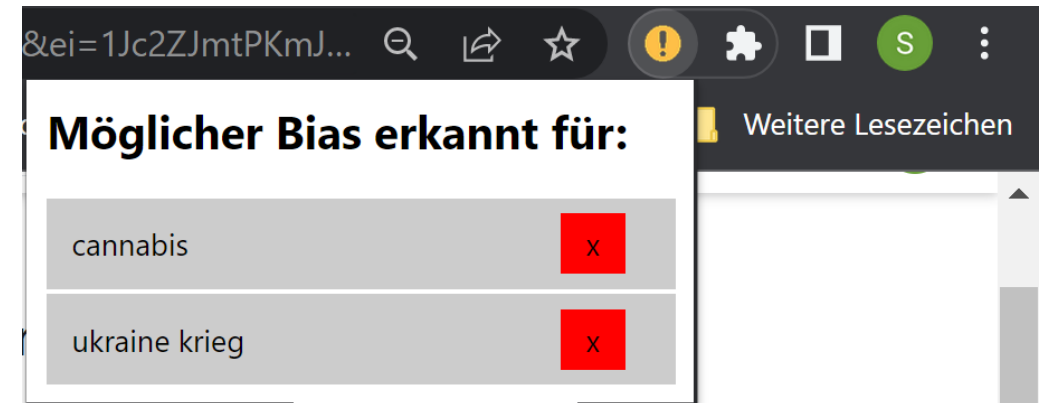 &ei=1Jc2ZJmtPKmJ...
S
Möglicher Bias erkannt für:
Weitere Lesezeichen
cannabis
x
ukraine krieg
x